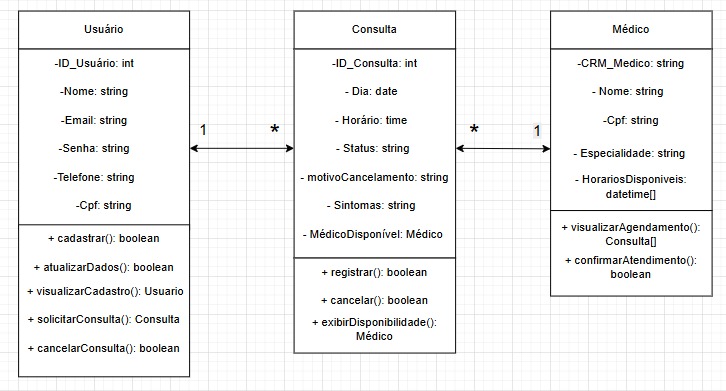 Usuário
-ID_Usuário: int
-Nome: string
-Email: string
-Senha: string
-Telefone: string
-Cpf: string
+ cadastrar(): boolean
+ atualizarDados(): boolean
+ visualizarCadastro(): Usuario
+ solicitarConsulta(): Consulta
+ cancelarConsulta(): boolean
1
*
Consulta
-ID_Consulta: int
- Dia: date
- Horário: time
- Status: string
- motivoCancelamento: string
- Sintomas: string
- MédicoDisponível: Médico
+ registrar(): boolean
+ cancelar(): boolean
+ exibirDisponibilidade():
Médico
*
1
Médico
-CRM_Medico: string
- Nome: string
-Cpf: string
- Especialidade: string
- HorariosDisponiveis:
datetime[]
+ visualizarAgendamento():
Consulta[]
+ confirmarAtendimento():
boolean